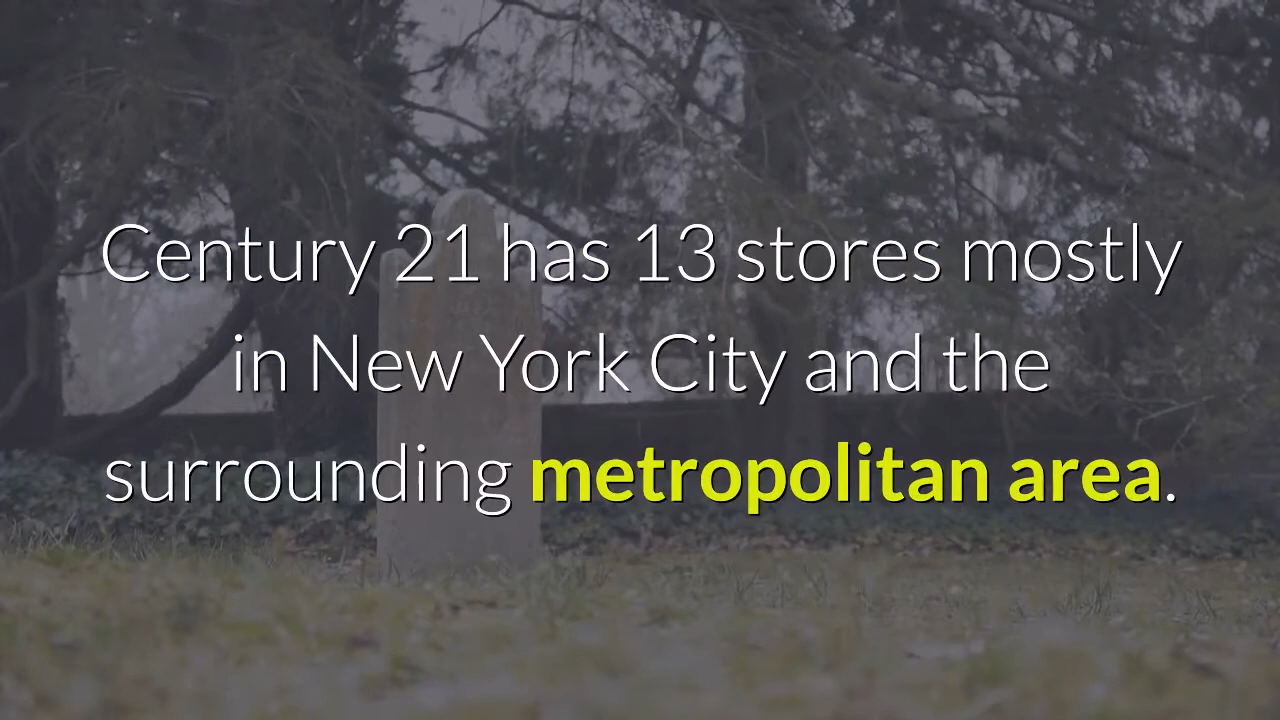 Century 21 has 13 stores mostly
in New York City and the
surrounding metropolitan area.